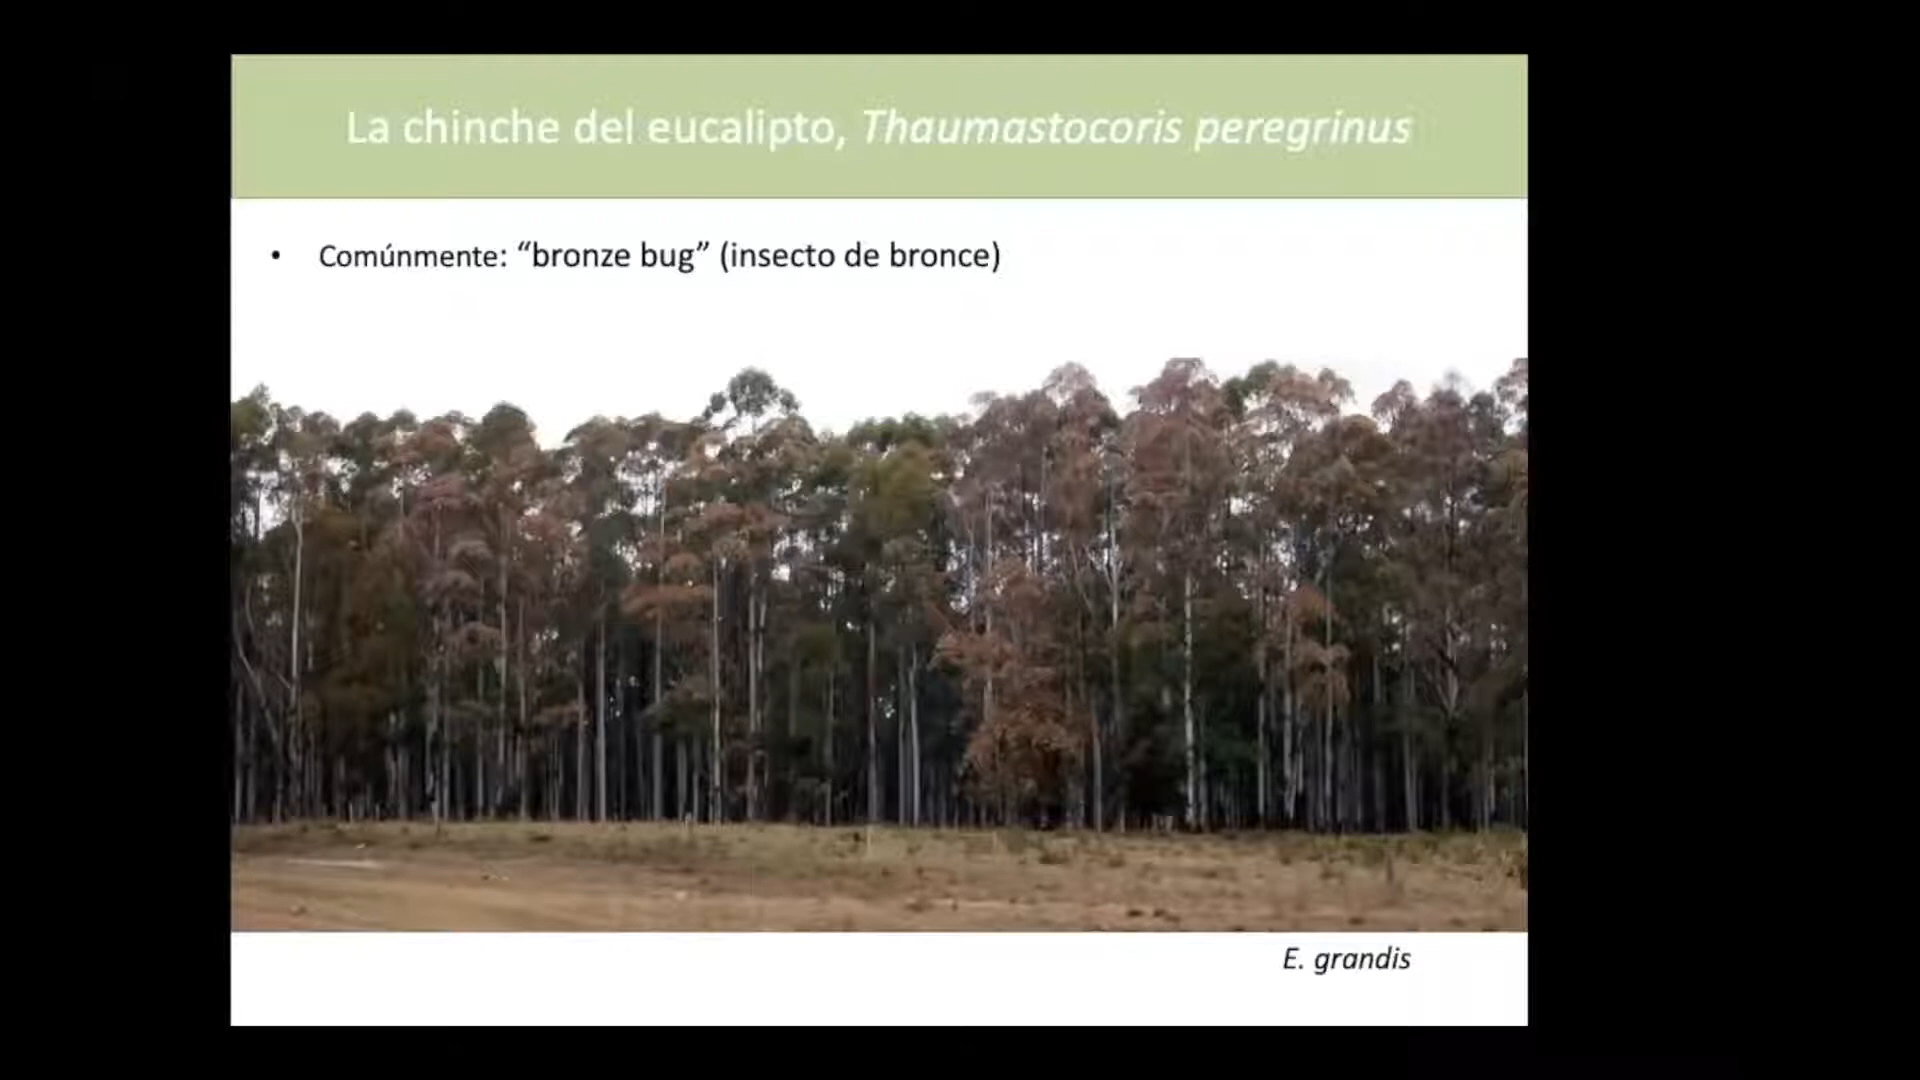 La chinche del eucalipto, Thaumastocoris peregrinus
• Comúnmente: “bronze bug” (insecto de bronce)
E. grandis